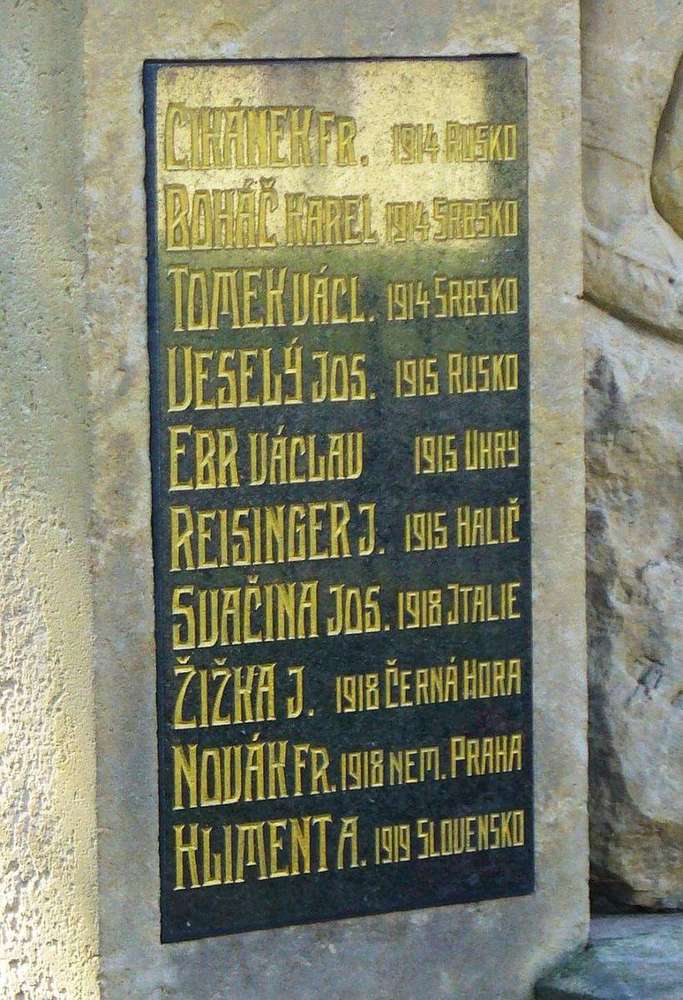 CIKÁNEK FR. 1914 RUSKO
BOHÁČ KAREL 1914 SRBSKO
TOMEK VÁCL. 1914 SRBSKO
VESELÝ JOS. 1915 RUSKO
EBR VÁCLAV 1915 UHRY
REISINGER J. 1915 HALIČ
SVAČINA JOS. 1918 JTALIE
ŽIŽKA J. 1918 ČERNÁ HORA
NOVÁK FR. 1918 NEM. PRAHA
KLIMENT A. 1919 SLOVENSKO